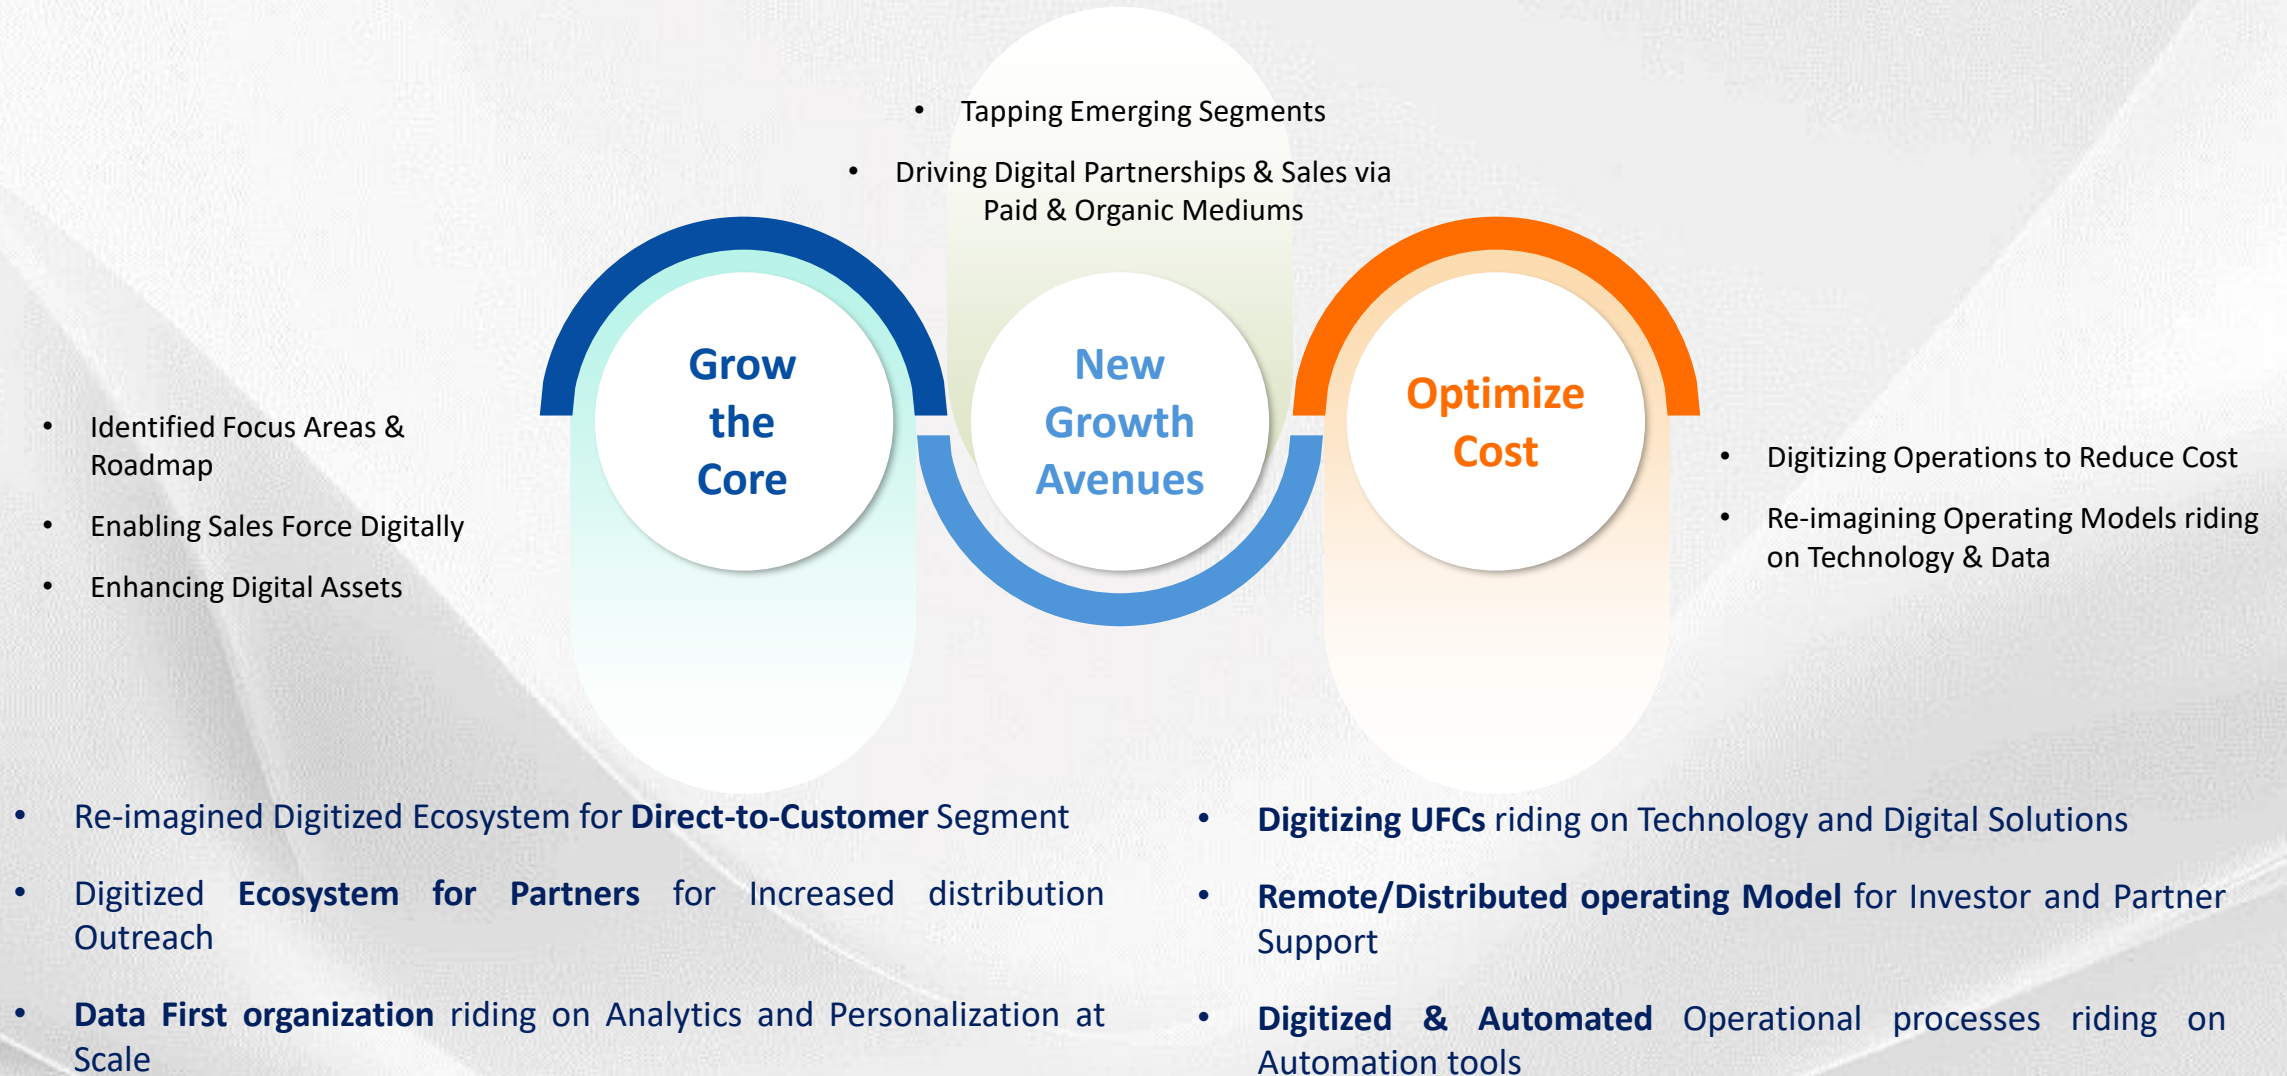 • Tapping Emerging Segments
• Driving Digital Partnerships & Sales via
Paid & Organic Mediums
Grow
the
Core
New
Growth
Avenues
Optimize
Cost
• Identified Focus Areas &
Roadmap
• Enabling Sales Force Digitally
• Enhancing Digital Assets
• Digitizing Operations to Reduce Cost
• Re-imagining Operating Models riding
on Technology & Data
• Re-imagined Digitized Ecosystem for Direct-to-Customer Segment
• Digitized Ecosystem for Partners for Increased distribution
Outreach
• Data First organization riding on Analytics and Personalization at
Scale
• Digitizing UFCs riding on Technology and Digital Solutions
• Remote/Distributed operating Model for Investor and Partner
Support
• Digitized & Automated Operational processes riding on
Automation tools